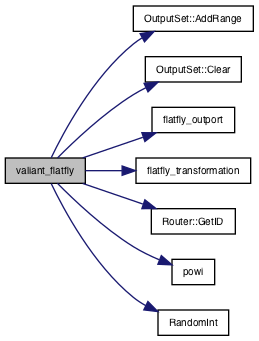 OutputSet::AddRange
OutputSet::Clear
flatfly_outport
valiant_flatfly
flatfly_transformation
Router::GetID
powi
RandomInt